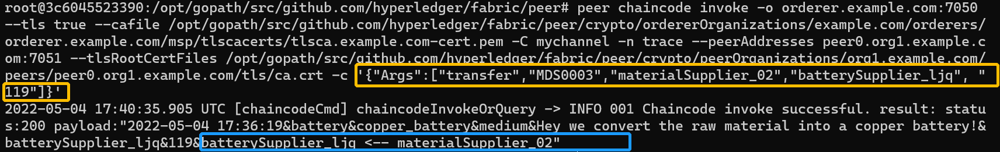 root@3c6045523390:/opt/gopath/src/github.com/hyperledger/fabric/peer# peer chaincode invoke -o orderer.example.com:7050
--tls true --cafile /opt/gopath/src/github.com/hyperledger/fabric/peer/crypto/ordererOrganizations/example.com/orderers/
orderer.example.com/msp/tlscacerts/tlsca.example.com-cert.pem -C mychannel -n trace --peerAddresses peer0.org1.example.c
om:7051 --tlsRootCertFiles /opt/gopath/src/github.com/hyperledger/fabric/peer/crypto/peerOrganizations/org1.example.com/
peers/peer0.org1.example.com/tls/ca.crt -c '{"Args":["transfer","MDS0003","materialSupplier_02","batterySupplier_ljq", "
119"]}'
2022-05-04 17:40:35.905 UTC [chaincodeCmd] chaincodeInvokeOrQuery -> INFO 001 Chaincode invoke successful. result: statu
s:200 payload:"2022-05-04 17:36:19&battery&copper_battery&medium&Hey we convert the raw material into a copper battery!&
batterySupplier_ljq&119&batterySupplier_ljq <-- materialSupplier_02"